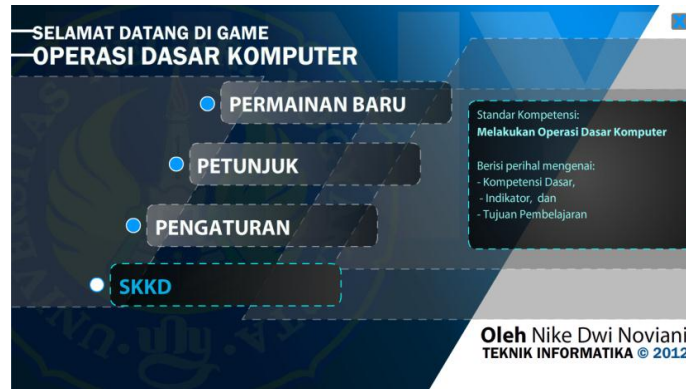 SELAMAT DATANG DI GAME
OPERASI DASAR KOMPUTER
PERMAINAN BARU
PETUNJUK
PENGATURAN
SKKD
Standar Kompetensi:
Melakukan Operasi Dasar Komputer
Berisi perihal mengenai:
- Kompetensi Dasar,
- Indikator, dan
- Tujuan Pembelajaran
Oleh Nike Dwi Noviani
TEKNIK INFORMATIKA © 2012